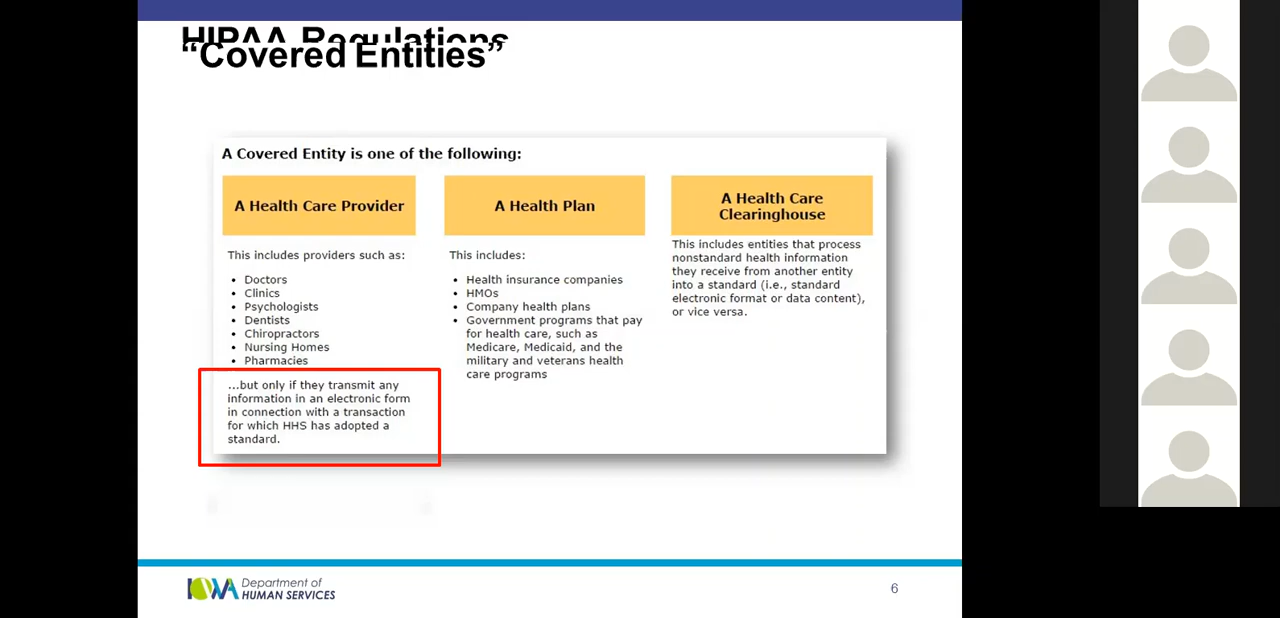 HIPAA Regulations
“Covered Entities”
A Covered Entity is one of the following:
A Health Care Provider
This includes providers such as:
• Doctors
• Clinics
• Psychologists
• Dentists
• Chiropractors
• Nursing Homes
• Pharmacies
...but only if they transmit any
information in an electronic form
in connection with a transaction
for which HHS has adopted a
standard.
A Health Plan
This includes:
• Health insurance companies
• HMOs
• Company health plans
• Government programs that pay
for health care, such as
Medicare, Medicaid, and the
military and veterans health
care programs
A Health Care
Clearinghouse
This includes entities that process
nonstandard health information
they receive from another entity
into a standard (i.e., standard
electronic format or data content),
or vice versa.
IOWA Department of
HUMAN SERVICES
6